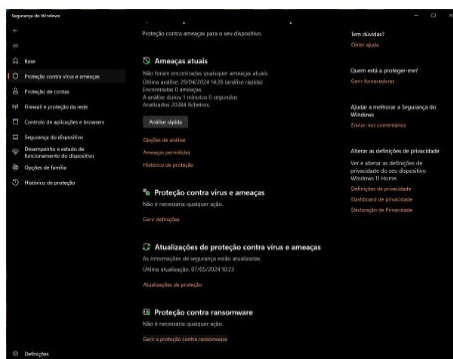 Segurança do Windows
Base
Proteção contra vírus e ameaças
Proteção de contas
Firewall e proteção da rede
Controlo de aplicações e browsers
Segurança do dispositivo
Desempenho e estado de
funcionamento do dispositivo
Opções de família
Histórico de proteção
Definições
Proteção contra ameaças para o seu dispositivo.
Ameaças atuais
Não foram encontradas quaisquer ameaças atuais.
Última análise: 29/04/2024 14:26 (análise rápida)
Encontradas 0 ameaças.
A análise durou 1 minutos 0 segundos
Analisados 20384 ficheiros.
Análise rápida
Opções de análise
Ameaças permitidas
Histórico de proteção
Proteção contra vírus e ameaças
Não é necessária qualquer ação.
Gerir definições
Atualizações de proteção contra vírus e ameaças
As informações de segurança estão atualizadas.
Última atualização: 07/05/2024 10:23
Atualizações de proteção
Proteção contra ransomware
Não é necessária qualquer ação.
Gerir a proteção contra ransomware
Tem dúvidas?
Obter ajuda
Quem está a proteger-me?
Gerir fornecedores
Ajudar a melhorar a Segurança do
Windows
Enviar-nos comentários
Alterar as definições de privacidade
Ver e alterar as definições de
privacidade do seu dispositivo
Windows 11 Home.
Definições de privacidade
Dashboard de privacidade
Declaração de Privacidade